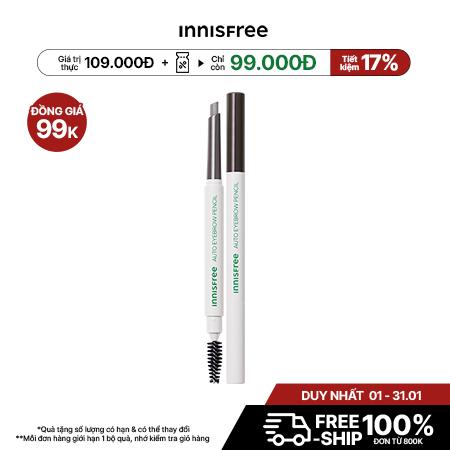 INNISFREE
Giá trị thực 109.000Đ + Chỉ còn 99.000Đ Tiết kiệm 17%
ĐỒNG GIÁ
99K
INNISFREE AUTO EYEBROW PENCIL
INNISFREE AUTO EYEBROW PENCIL
DUY NHẤT 01 - 31.01
*Quà tặng số lượng có hạn & có thể thay đổi
**Mỗi đơn hàng giới hạn 1 bộ quà, nhớ kiểm tra giỏ hàng
FREE
-SHIP
100%
ĐƠN TỪ 800K